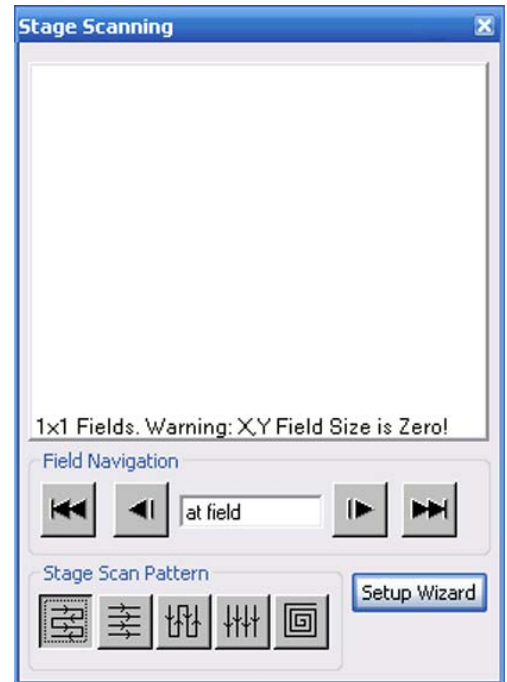 Stage Scanning
1x1 Fields. Warning: X,Y Field Size is Zero!
Field Navigation
at field
Stage Scan Pattern
Setup Wizard